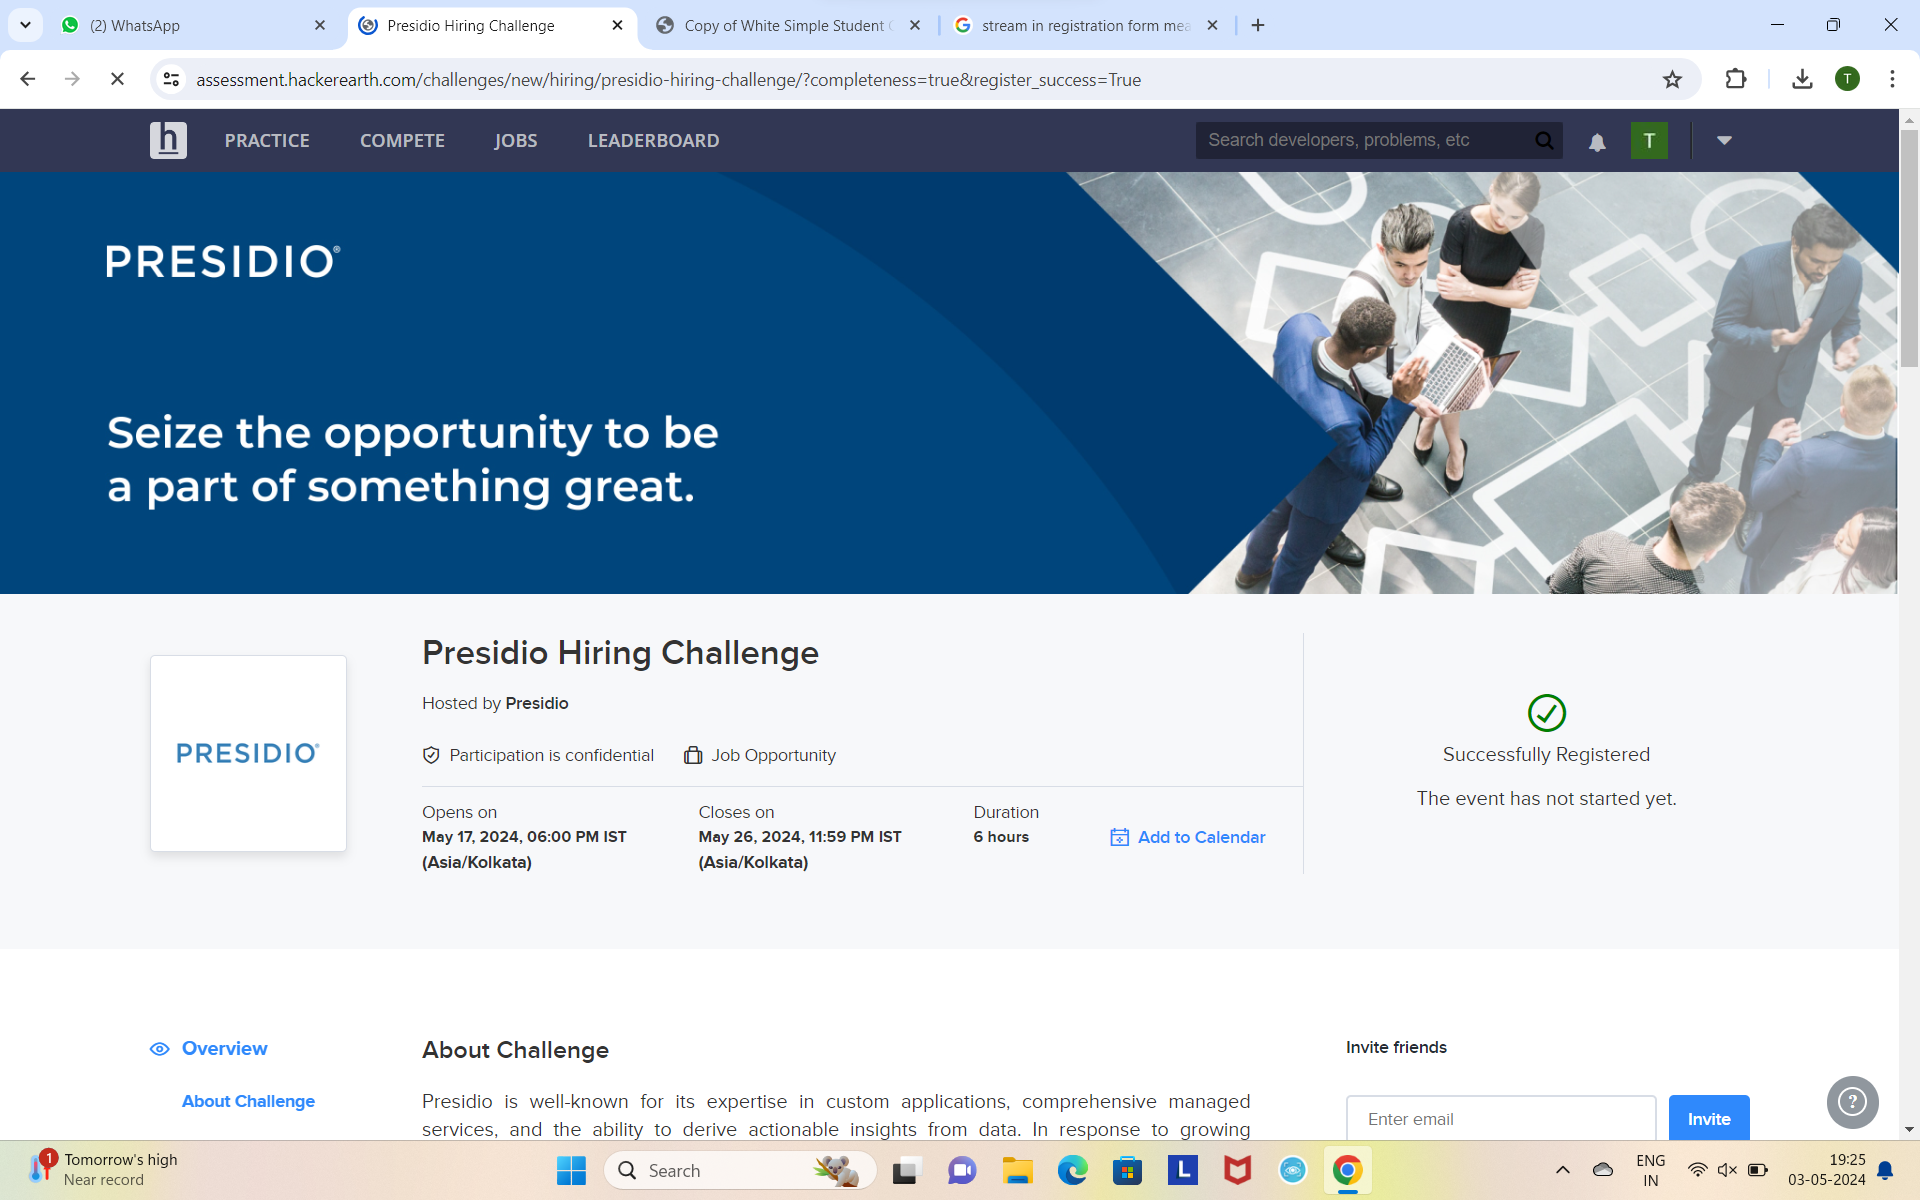 (2) WhatsApp
Presidio Hiring Challenge
Copy of White Simple Student
stream in registration form mea
assessment.hackerearth.com/challenges/new/hiring/presidio-hiring-challenge/?completeness=true&register_success=True
T
h
PRACTICE
COMPETE
JOBS
LEADERBOARD
Search developers, problems, etc
T
PRESIDIO®
Seize the opportunity to be
a part of something great.
PRESIDIO®
Presidio Hiring Challenge
Hosted by Presidio
Participation is confidential
Job Opportunity
Opens on
May 17, 2024, 06:00 PM IST
(Asia/Kolkata)
Closes on
May 26, 2024, 11:59 PM IST
(Asia/Kolkata)
Duration
6 hours
Add to Calendar
Successfully Registered
The event has not started yet.
Overview
About Challenge
About Challenge
Presidio is well-known for its expertise in custom applications, comprehensive managed
services, and the ability to derive actionable insights from data. In response to growing
Invite friends
Enter email
Invite
?
1
Tomorrow's high
Near record
Search
L
ENG
IN
19:25
03-05-2024